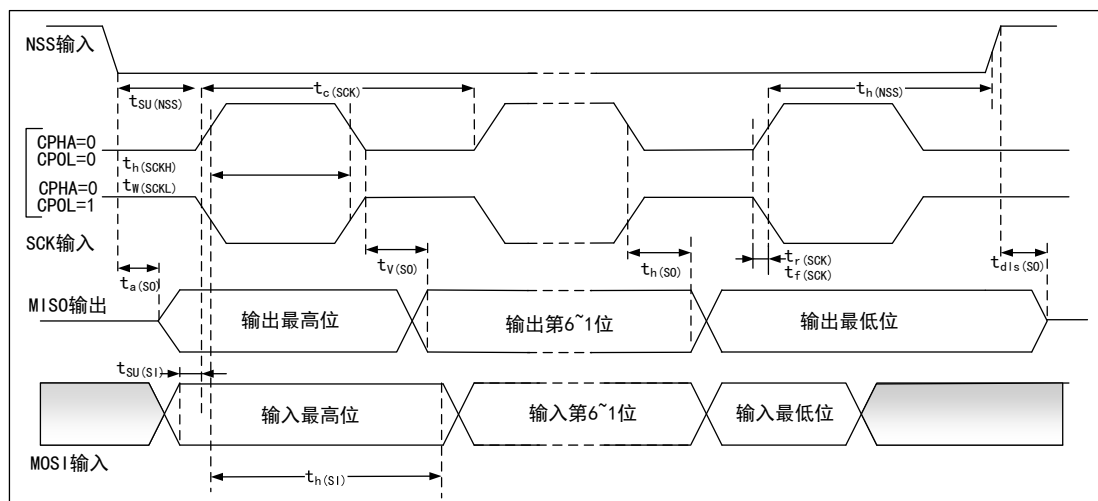 NSS输入
tSU(NSS)
tc(SCK)
th(NSS)
CPHA=0
CPOL=0
th(SCKH)
CPHA=0
tW(SCKL)
CPOL=1
SCK输入
ta(SO)
tV(SO)
th(SO)
tr(SCK)
tf(SCK)
tdis(SO)
MISO输出
输出最高位
输出第6~1位
输出最低位
tSU(SI)
输入最高位
输入第6~1位
输入最低位
MOSI输入
th(SI)